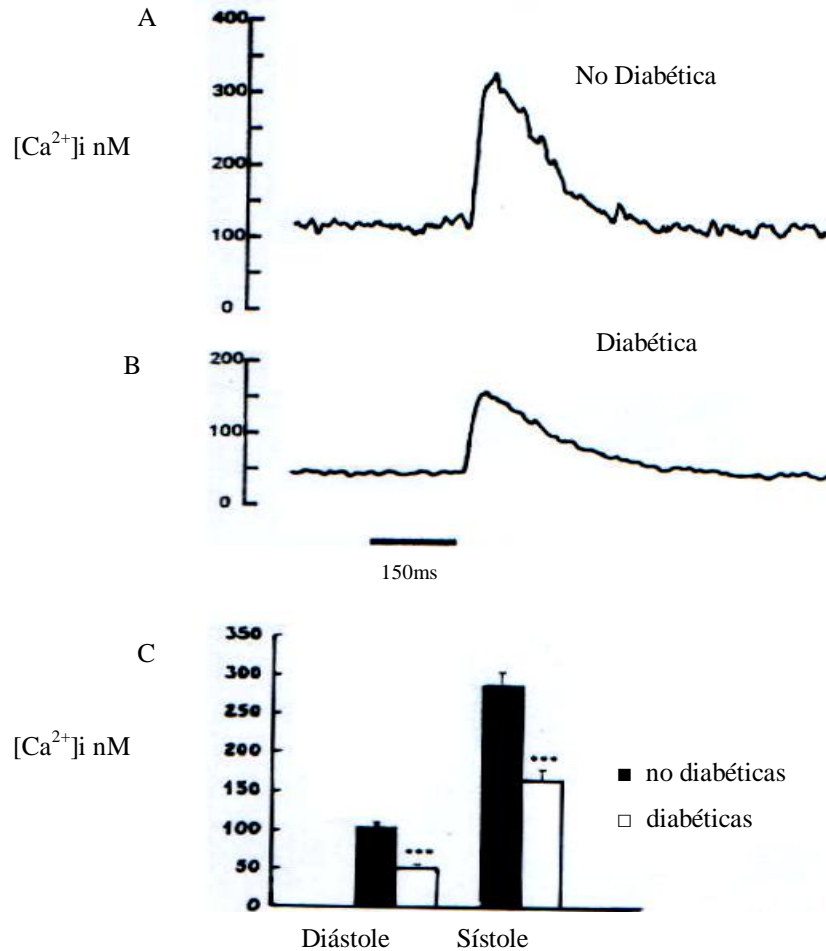 A
400
300
200
100
0
[Ca²⁺]i nM
No Diabética
B
200
100
0
Diabética
150ms
C
350
300
250
200
150
100
50
0
[Ca²⁺]i nM
***
***
■ no diabéticas
□ diabéticas
Diástole Sístole